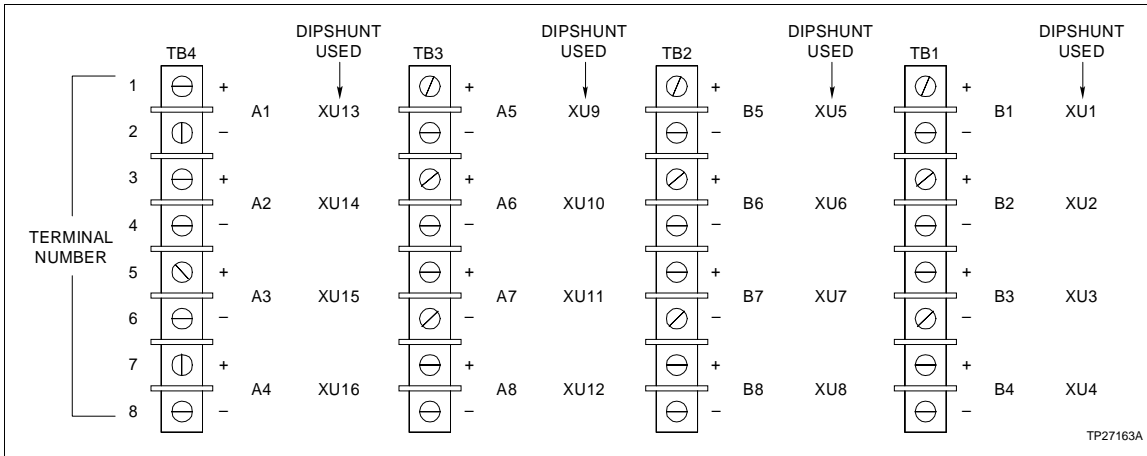 DIPSHUNT USED DIPSHUNT USED DIPSHUNT USED DIPSHUNT USED
TB4 TB3 TB2 TB1
1 + + + +
A1 XU13 A5 XU9 B5 XU5 B1 XU1
2 – – – –
3 + + + +
A2 XU14 A6 XU10 B6 XU6 B2 XU2
4 – – – –
TERMINAL NUMBER
5 + + + +
A3 XU15 A7 XU11 B7 XU7 B3 XU3
6 – – – –
7 + + + +
A4 XU16 A8 XU12 B8 XU8 B4 XU4
8 – – – –
TP27163A